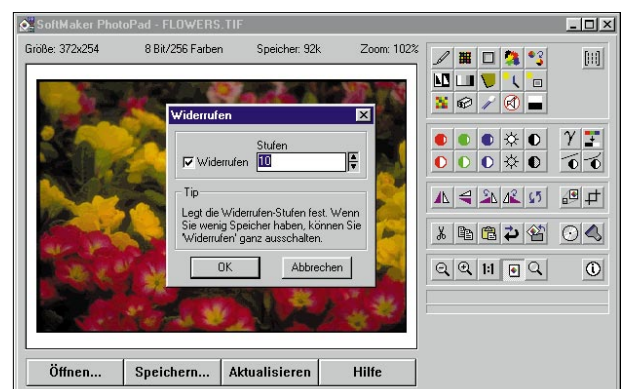 SoftMaker PhotoPad - FLOWERS.TIF
Größe: 372x254 8 Bit/256 Farben Speicher: 92k Zoom: 102%
Widerrufen
Stufen
Widerrufen 10
Tip
Legt die Widerrufen-Stufen fest. Wenn
Sie wenig Speicher haben, können Sie
'Widerrufen' ganz ausschalten.
OK Abbrechen
1:1
Öffnen... Speichern... Aktualisieren Hilfe